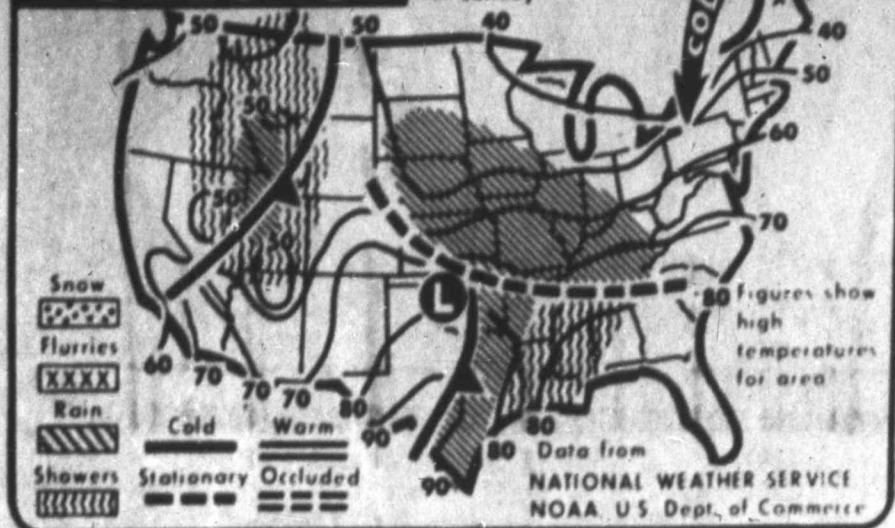 50
50
40
COL
40
50
60
50
50
50
70
L
80
Figures show
high
temperatures
for area
Snow
Flurries
XXXX
Rain
Showers
60
70
70
70
80
90
80
80
90
Cold
Warm
Stationary
Occluded
Data from
NATIONAL WEATHER SERVICE
NOAA, U.S. Dept. of Commerce